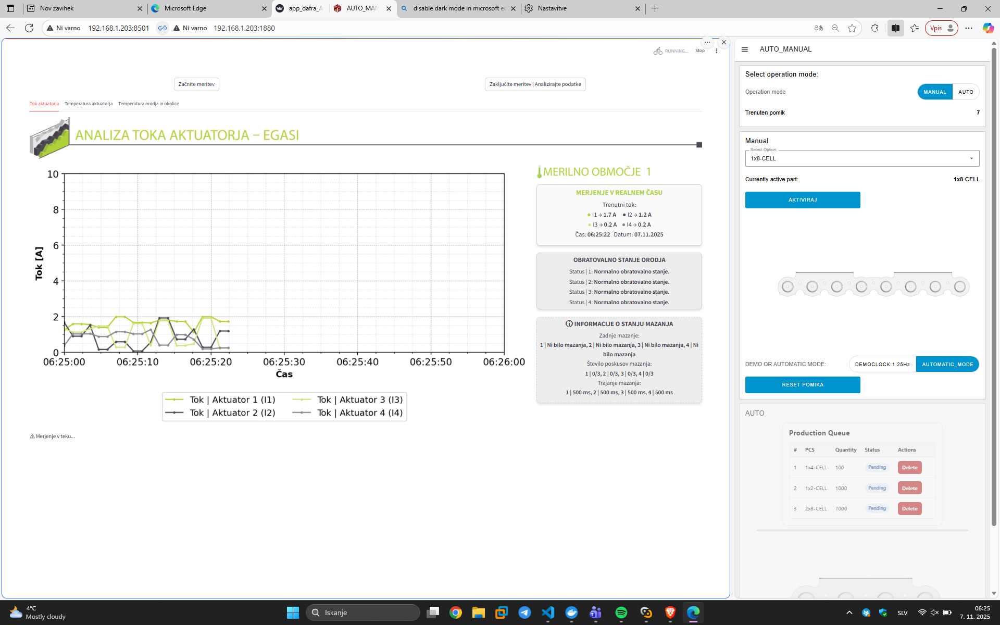 Nov zavihek
Microsoft Edge
app_dafra_A
AUTO_MAN
disable dark mode in microsoft ec
Nastavitve
Ni varno 192.168.1.203:8501
Ni varno 192.168.1.203:1880
Vpis
RUNNING...
Stop
Začnite meritev
Zaključite meritev | Analizirajte podatke
Tok aktuatorja
Temperatura aktuatorja
Temperatura orodja in okolice
ANALIZA TOKA AKTUATORJA – EGASI
10
8
6
4
2
0
Tok [A]
06:25:00
06:25:10
06:25:20
06:25:30
06:25:40
06:25:50
06:26:00
Čas
Tok | Aktuator 1 (I1)
Tok | Aktuator 3 (I3)
Tok | Aktuator 2 (I2)
Tok | Aktuator 4 (I4)
Merjenje v teku...
MERILNO OBMOČJE | 1
MERJENJE V REALNEM ČASU
Trenutni tok:
● I1 → 1.7 A ● I2 → 1.2 A
● I3 → 0.2 A ● I4 → 0.2 A
Čas: 06:25:22 Datum: 07.11.2025
OBRATOVALNO STANJE ORODJA
Status | 1: Normalno obratovalno stanje.
Status | 2: Normalno obratovalno stanje.
Status | 3: Normalno obratovalno stanje.
Status | 4: Normalno obratovalno stanje.
INFORMACIJE O STANJU MAZANJA
Zadnje mazanje:
1 | Ni bilo mazanja, 2 | Ni bilo mazanja, 3 | Ni bilo mazanja, 4 | Ni
bilo mazanja
Število poskusov mazanja:
1 | 0/3, 2 | 0/3, 3 | 0/3, 4 | 0/3
Trajanje mazanja:
1 | 500 ms, 2 | 500 ms, 3 | 500 ms, 4 | 500 ms
AUTO_MANUAL
Select operation mode:
Operation mode
MANUAL
AUTO
Trenuten pomik
7
Manual
Select Option:
1x8-CELL
Currently active part:
1x8-CELL
AKTIVIRAJ
DEMO OR AUTOMATIC MODE:
DEMOCLOCK:1.25Hz
AUTOMATIC_MODE
RESET POMIKA
AUTO
Production Queue
# PCS Quantity Status Actions
1 1x4-CELL 100 Pending Delete
2 1x2-CELL 1000 Pending Delete
3 2x8-CELL 7000 Pending Delete
4°C
Mostly cloudy
Iskanje
SLV
06:25
7. 11. 2025